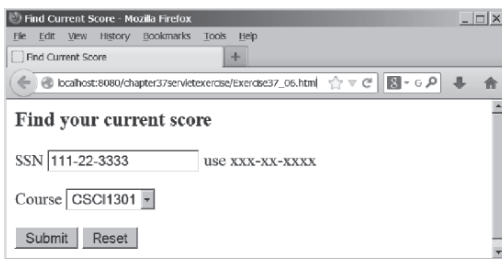 Find Current Score - Mozilla Firefox
File Edit View History Bookmarks Tools Help
Find Current Score +
localhost:8080/chapter37servletexercise/Exercise37_06.html
Find your current score
SSN 111-22-3333 use xxx-xx-xxxx
Course CSCI1301
Submit Reset